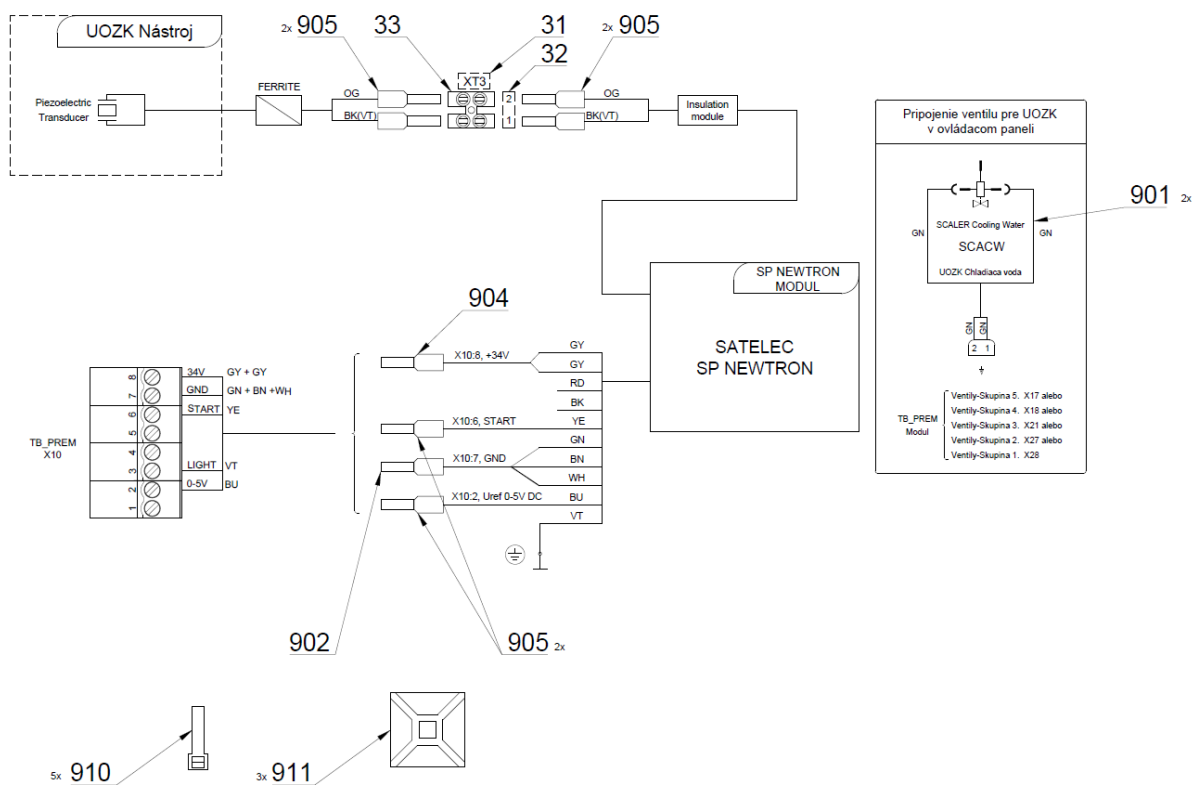 UOZK Nástroj
Piezoelectric
Transducer
FERRITE
OG
BK(VT)
2x 905
33
31
XT3
32
2
1
2x 905
OG
BK(VT)
Insulation
module
Pripojenie ventilu pre UOZK
v ovládacom paneli
GN
SCALER Cooling Water
GN
SCACW
UOZK Chladiaca voda
901 2x
GN
GN
2 1
TB_PREM
Modul
Ventily-Skupina 5. X17 alebo
Ventily-Skupina 4. X18 alebo
Ventily-Skupina 3. X21 alebo
Ventily-Skupina 2. X27 alebo
Ventily-Skupina 1. X28
SP NEWTRON
MODUL
SATELEC
SP NEWTRON
904
X10:8, +34V
GY
GY
RD
BK
X10:6, START
YE
GN
X10:7, GND
BN
WH
X10:2, Uref 0-5V DC
BU
VT
TB_PREM
X10
8
34V
GY + GY
7
GND
GN + BN +WH
6
START
YE
5
4
3
LIGHT
VT
2
0-5V
BU
1
902
905 2x
5x 910
3x 911